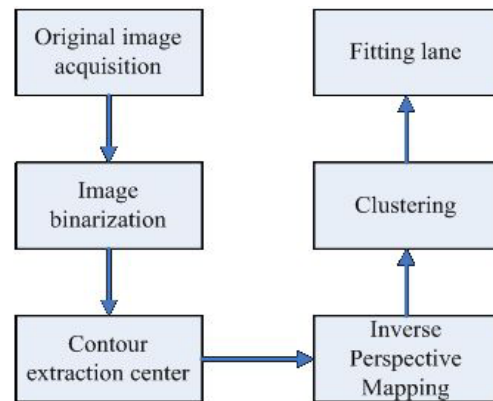 Original image
acquisition
Image
binarization
Contour
extraction center
Inverse
Perspective
Mapping
Clustering
Fitting lane